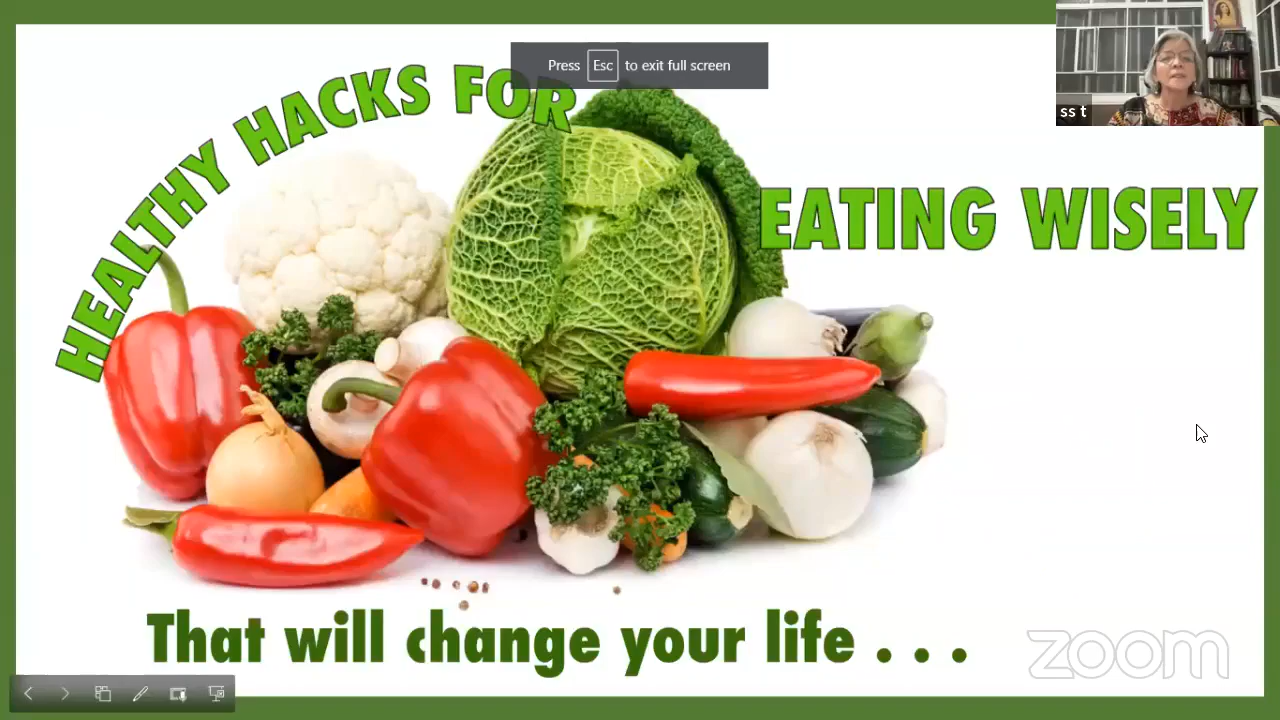 HEALTHY HACKS FOR
Press Esc to exit full screen
ss t
EATING WISELY
That will change your life . . .
zoom